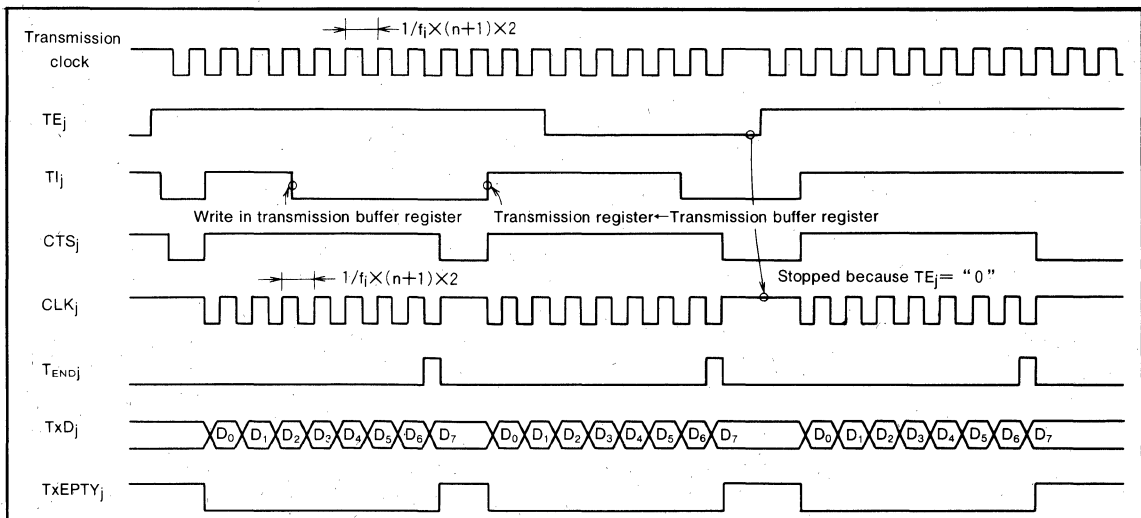 1/fi×(n+1)×2
Transmission
clock
TEj
TIj
Write in transmission buffer register
Transmission register←Transmission buffer register
CTSj
1/fi×(n+1)×2
Stopped because TEj= "0"
CLKj
TENDj
TxDj
D0 D1 D2 D3 D4 D5 D6 D7 D0 D1 D2 D3 D4 D5 D6 D7 D0 D1 D2 D3 D4 D5 D6 D7
TxEPTYj